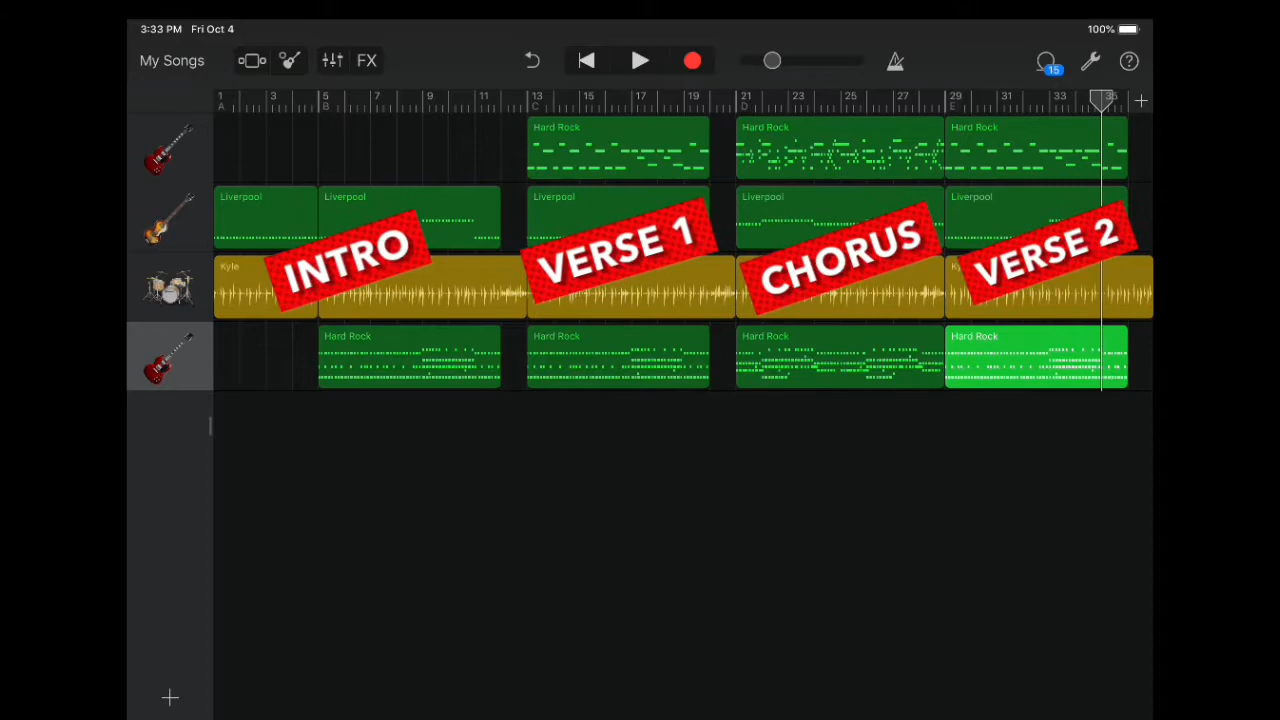 3:33 PM Fri Oct 4
100%
My Songs
FX
15
1 3 5 7 9 11 13 15 17 19 21 23 25 27 29 31 33 35
A B C D E
Hard Rock Hard Rock Hard Rock
Liverpool Liverpool Liverpool Liverpool Liverpool
INTRO VERSE 1 CHORUS VERSE 2
Kyle
Hard Rock Hard Rock Hard Rock Hard Rock